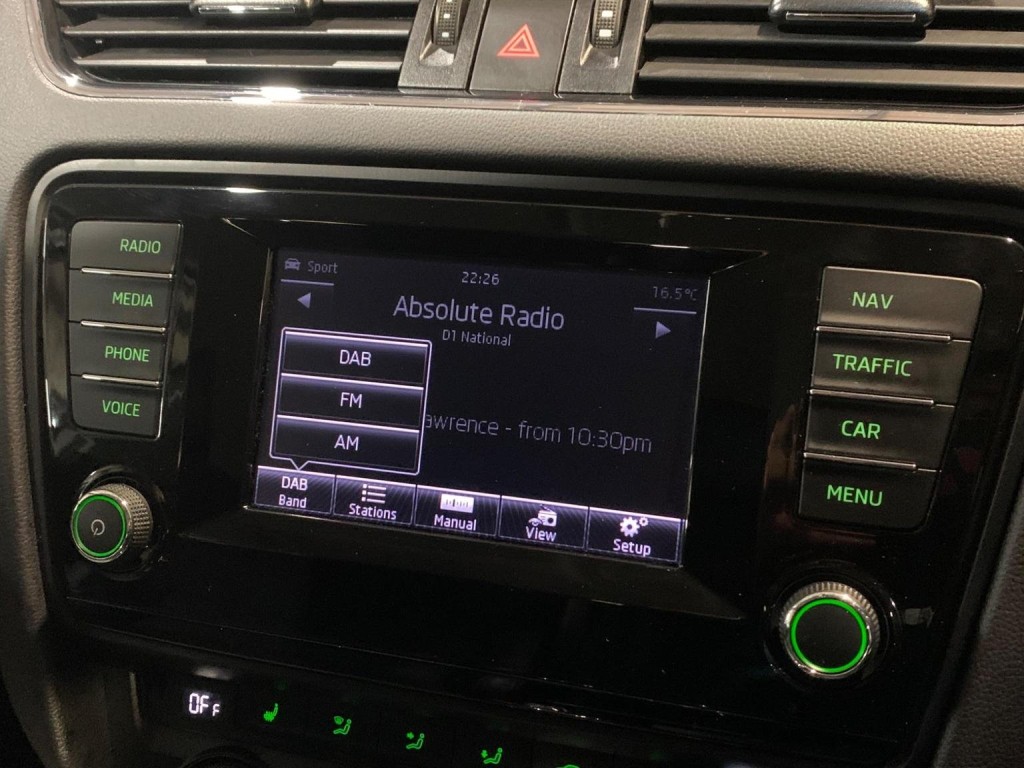 RADIO
MEDIA
PHONE
VOICE
Sport
22:26
16.5°C
Absolute Radio
D1 National
DAB
FM
AM
awrence - from 10:30pm
DAB
Band
Stations
Manual
View
Setup
NAV
TRAFFIC
CAR
MENU
OFF